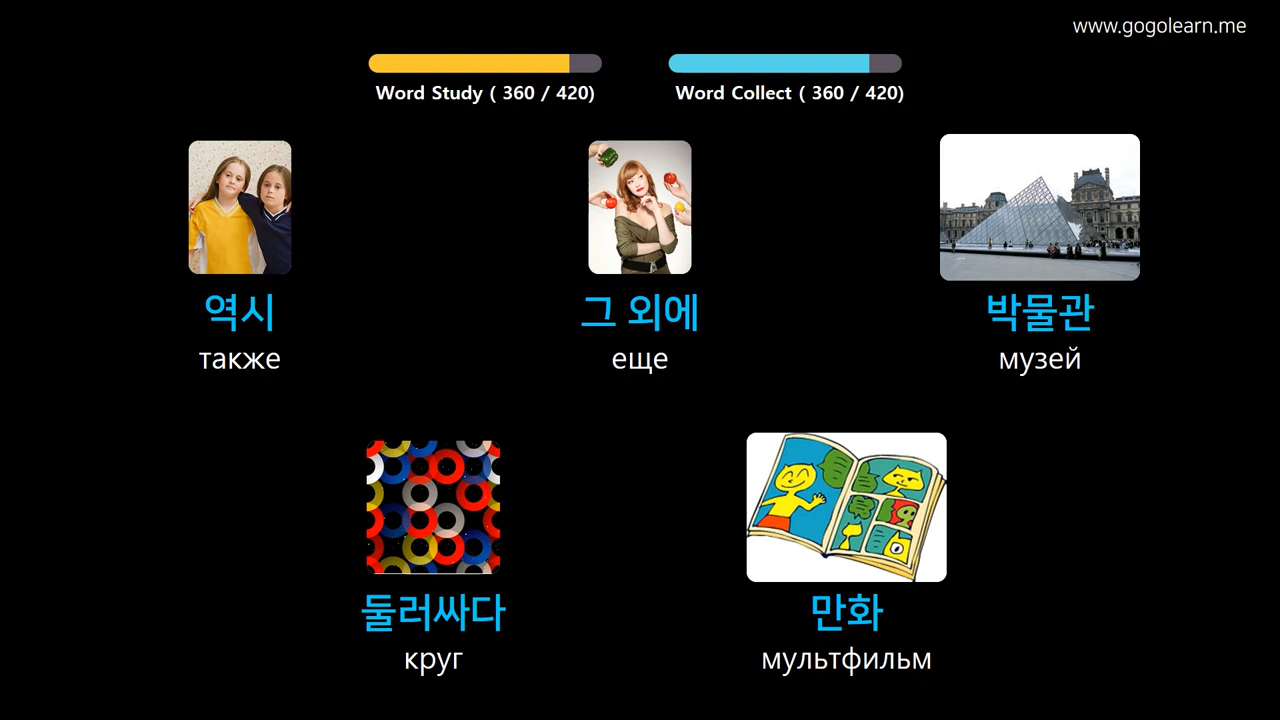 www.gogolearn.me
Word Study ( 360 / 420)
Word Collect ( 360 / 420)
역시
также
그 외에
еще
박물관
музей
둘러싸다
круг
만화
мультфильм